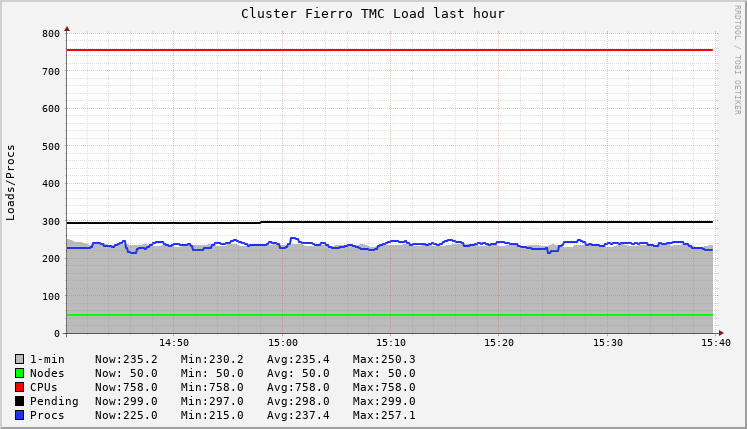 Cluster Fierro TMC Load last hour
RRDTOOL / TOBI OETIKER
Loads/Procs
800
700
600
500
400
300
200
100
0
14:50 15:00 15:10 15:20 15:30 15:40
1-min Now:235.2 Min:230.2 Avg:235.4 Max:250.3
Nodes Now: 50.0 Min: 50.0 Avg: 50.0 Max: 50.0
CPUs Now:758.0 Min:758.0 Avg:758.0 Max:758.0
Pending Now:299.0 Min:297.0 Avg:298.0 Max:299.0
Procs Now:225.0 Min:215.0 Avg:237.4 Max:257.1